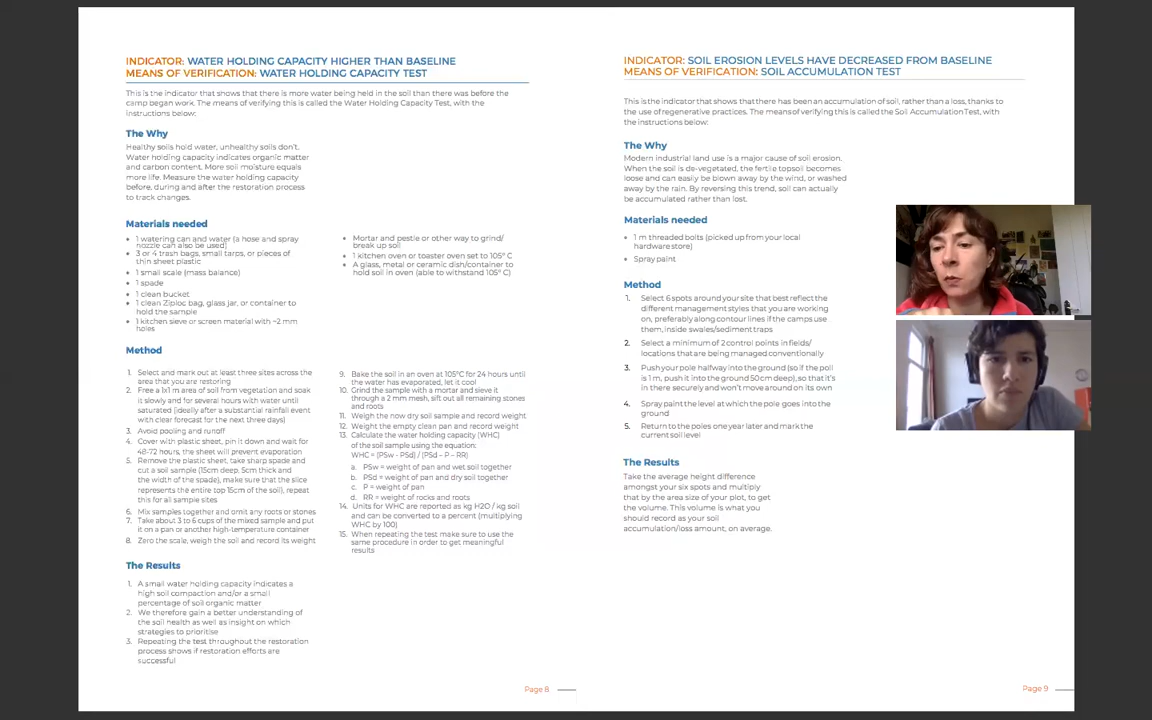 INDICATOR: WATER HOLDING CAPACITY HIGHER THAN BASELINE
MEANS OF VERIFICATION: WATER HOLDING CAPACITY TEST
This is the indicator that shows that there is more water being held in the soil than there was before the
camp began work. The means of verifying this is called the Water Holding Capacity Test, with the
instructions below:
The Why
Healthy soils hold water, unhealthy soils don't.
Water holding capacity indicates organic matter
and carbon content. More soil moisture equals
more life. Measure the water holding capacity
before, during and after the restoration process
to track changes.
Materials needed
• 1 watering can and water (a hose and spray
nozzle can also be used)
• 3 or 4 trash bags, small tarps, or pieces of
thin sheet plastic
• 1 small scale (mass balance)
• 1 spade
• 1 clean bucket
• 1 clean Ziploc bag, glass jar, or container to
hold the sample
• 1 kitchen sieve or screen material with ~2 mm
holes
• Mortar and pestle or other way to grind/
break up soil
• 1 kitchen oven or toaster oven set to 105° C
• A glass, metal or ceramic dish/container to
hold soil in oven (able to withstand 105° C)
Method
1. Select and mark out at least three sites across the
area that you are restoring
2. Free a 1x1 m area of soil from vegetation and soak
it slowly and for several hours with water until
saturated (ideally after a substantial rainfall event
with clear forecast for the next three days)
3. Avoid pooling and runoff
4. Cover with plastic sheet, pin it down and wait for
48-72 hours, the sheet will prevent evaporation
5. Remove the plastic sheet, take sharp spade and
cut a soil sample (15cm deep, 5cm thick and
the width of the spade), make sure that the slice
represents the entire top 15cm of the soil), repeat
this for all sample sites
6. Mix samples together and omit any roots or stones
7. Take about 3 to 6 cups of the mixed sample and put
it on a pan or another high-temperature container
8. Zero the scale, weigh the soil and record its weight
9. Bake the soil in an oven at 105°C for 24 hours until
the water has evaporated, let it cool
10. Grind the sample with a mortar and sieve it
through a 2 mm mesh, sift out all remaining stones
and roots
11. Weigh the now dry soil sample and record weight
12. Weight the empty clean pan and record weight
13. Calculate the water holding capacity (WHC)
of the soil sample using the equation:
WHC = (PSw - PSd) / (PSd – P – RR)
a. PSw = weight of pan and wet soil together
b. PSd = weight of pan and dry soil together
c. P = weight of pan
d. RR = weight of rocks and roots
14. Units for WHC are reported as kg H2O / kg soil
and can be converted to a percent (multiplying
WHC by 100)
15. When repeating the test make sure to use the
same procedure in order to get meaningful
results
The Results
1. A small water holding capacity indicates a
high soil compaction and/or a small
percentage of soil organic matter
2. We therefore gain a better understanding of
the soil health as well as insight on which
strategies to prioritise
3. Repeating the test throughout the restoration
process shows if restoration efforts are
successful
Page 8
INDICATOR: SOIL EROSION LEVELS HAVE DECREASED FROM BASELINE
MEANS OF VERIFICATION: SOIL ACCUMULATION TEST
This is the indicator that shows that there has been an accumulation of soil, rather than a loss, thanks to
the use of regenerative practices. The means of verifying this is called the Soil Accumulation Test, with
the instructions below:
The Why
Modern industrial land use is a major cause of soil erosion.
When the soil is de-vegetated, the fertile topsoil becomes
loose and can easily be blown away by the wind, or washed
away by the rain. By reversing this trend, soil can actually
be accumulated rather than lost.
Materials needed
• 1 m threaded bolts (picked up from your local
hardware store)
• Spray paint
Method
1. Select 6 spots around your site that best reflect the
different management styles that you are working
on, preferably along contour lines if the camps use
them, inside swales/sediment traps
2. Select a minimum of 2 control points in fields/
locations that are being managed conventionally
3. Push your pole halfway into the ground (so if the poll
is 1 m, push it into the ground 50cm deep), so that it's
in there securely and won't move around on its own
4. Spray paint the level at which the pole goes into the
ground
5. Return to the poles one year later and mark the
current soil level
The Results
Take the average height difference
amongst your six spots and multiply
that by the area size of your plot, to get
the volume. This volume is what you
should record as your soil
accumulation/loss amount, on average.
Page 9